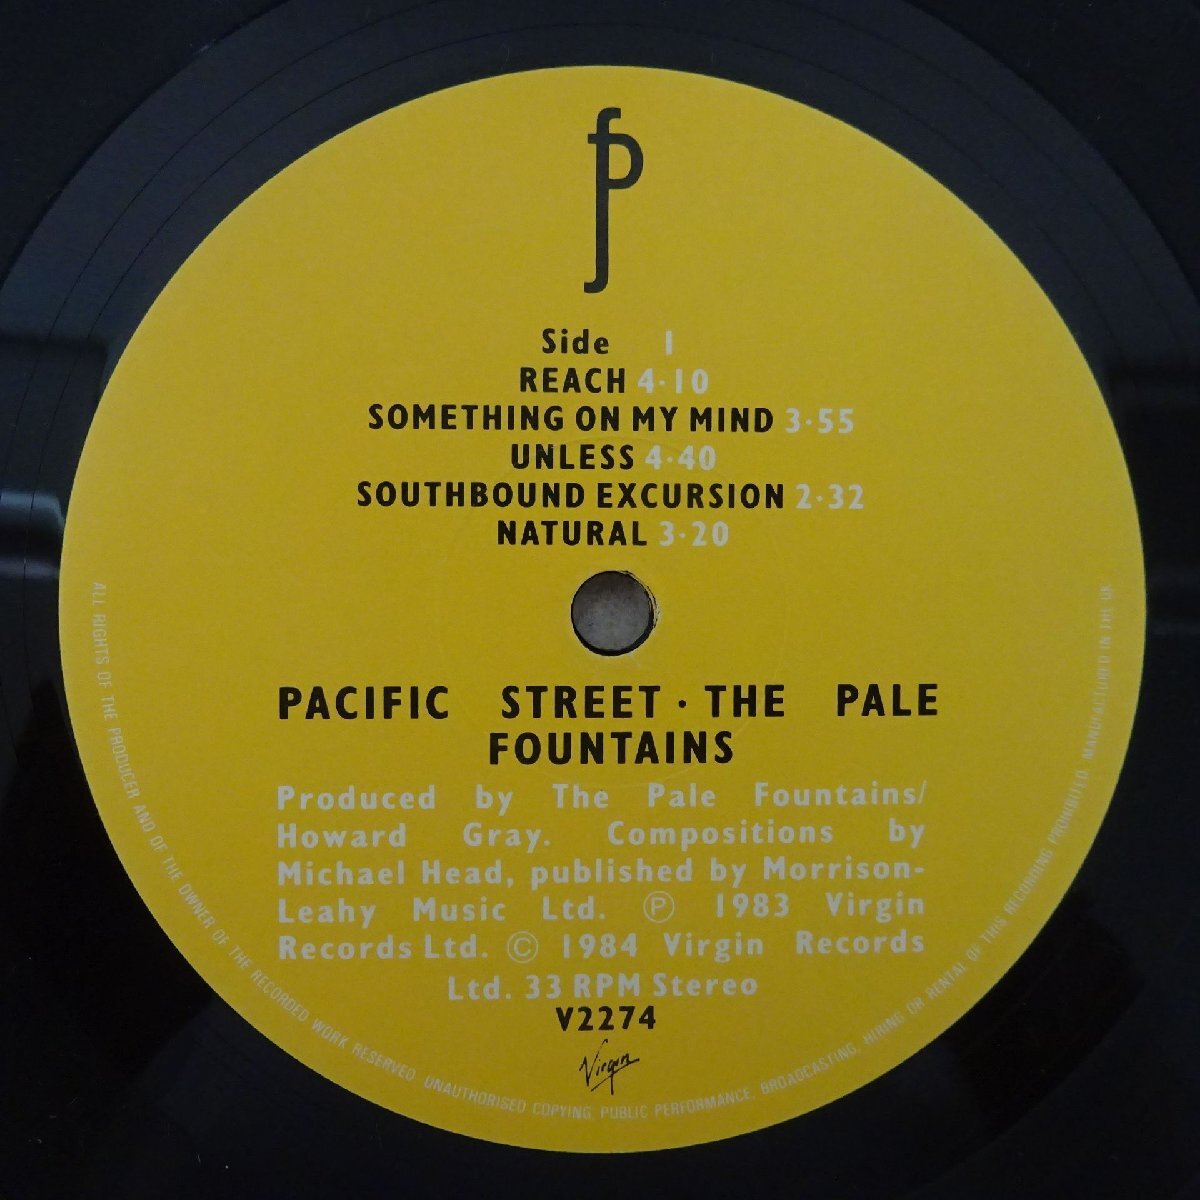 fp
Side 1
REACH 4·10
SOMETHING ON MY MIND 3·55
UNLESS 4·40
SOUTHBOUND EXCURSION 2·32
NATURAL 3·20
PACIFIC STREET · THE PALE
FOUNTAINS
Produced by The Pale Fountains/
Howard Gray. Compositions by
Michael Head, published by Morrison-
Leahy Music Ltd. Ⓟ 1983 Virgin
Records Ltd. © 1984 Virgin Records
Ltd. 33 RPM Stereo
V2274
Virgin
ALL RIGHTS OF THE PRODUCER AND OF THE OWNER OF THE RECORDED WORK RESERVED UNAUTHORISED COPYING, PUBLIC PERFORMANCE, BROADCASTING, HIRING OR RENTAL OF THIS RECORDING PROHIBITED MANUFACTURED IN THE UK